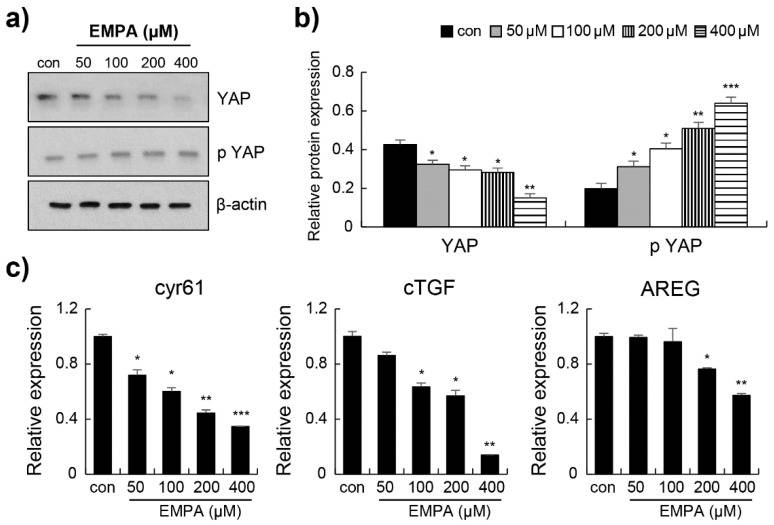 a)
EMPA (μM)
con 50 100 200 400
YAP
p YAP
β-actin
b)
con 50 μM 100 μM 200 μM 400 μM
Relative protein expression
0.8
0.6
0.4
0.2
0
* * * **
* * ** ***
YAP p YAP
c)
cyr61
Relative expression
1.2
0.8
0.4
0
* * ** ***
con 50 100 200 400
EMPA (μM)
cTGF
Relative expression
1.2
0.8
0.4
0
* * **
con 50 100 200 400
EMPA (μM)
AREG
Relative expression
1.2
0.8
0.4
0
* **
con 50 100 200 400
EMPA (μM)